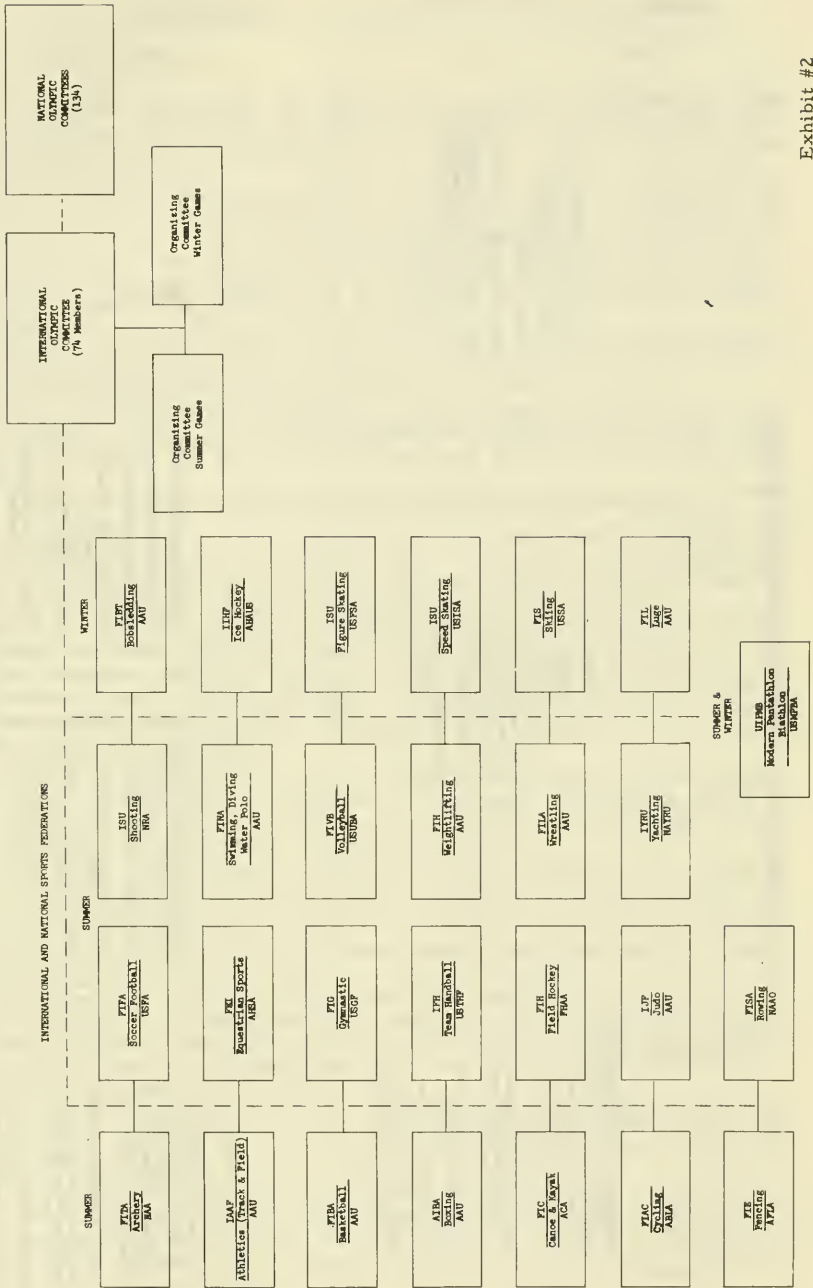 NATIONAL
OLYMPIC
COMMITTEES
(134)
INTERNATIONAL
OLYMPIC
COMMITTEE
(74 Members)
Organizing
Committee
Summer Games
Organizing
Committee
Winter Games
INTERNATIONAL AND NATIONAL SPORTS FEDERATIONS
SUMMER
FITA
Archery
NAA
IAAF
Athletics (Track & Field)
AAU
FIBA
Basketball
AAU
AIBA
Boxing
AAU
FIC
Canoe & Kayak
ACA
FIAC
Cycling
ABLA
FIE
Fencing
AFLA
SUMMER
FIFA
Soccer Football
USFA
FEI
Equestrian Sports
AHSA
FIG
Gymnastic
USGF
IFH
Team Handball
USTHF
FIH
Field Hockey
FHAA
IJF
Judo
AAU
FISA
Rowing
NAAO
ISU
Shooting
NRA
FINA
Swimming, Diving
Water Polo
AAU
FIVB
Volleyball
USUBA
FIH
Weightlifting
AAU
FILA
Wrestling
AAU
IYRU
Yachting
NAYRU
WINTER
FIBT
Bobsledding
AAU
IIHF
Ice Hockey
AHAUS
ISU
Figure Skating
USFSA
ISU
Speed Skating
USISA
FIS
Skiing
USSA
FIL
Luge
AAU
SUMMER &
WINTER
UIPMB
Modern Pentathlon
Biathlon
USMPBA
Exhibit #2